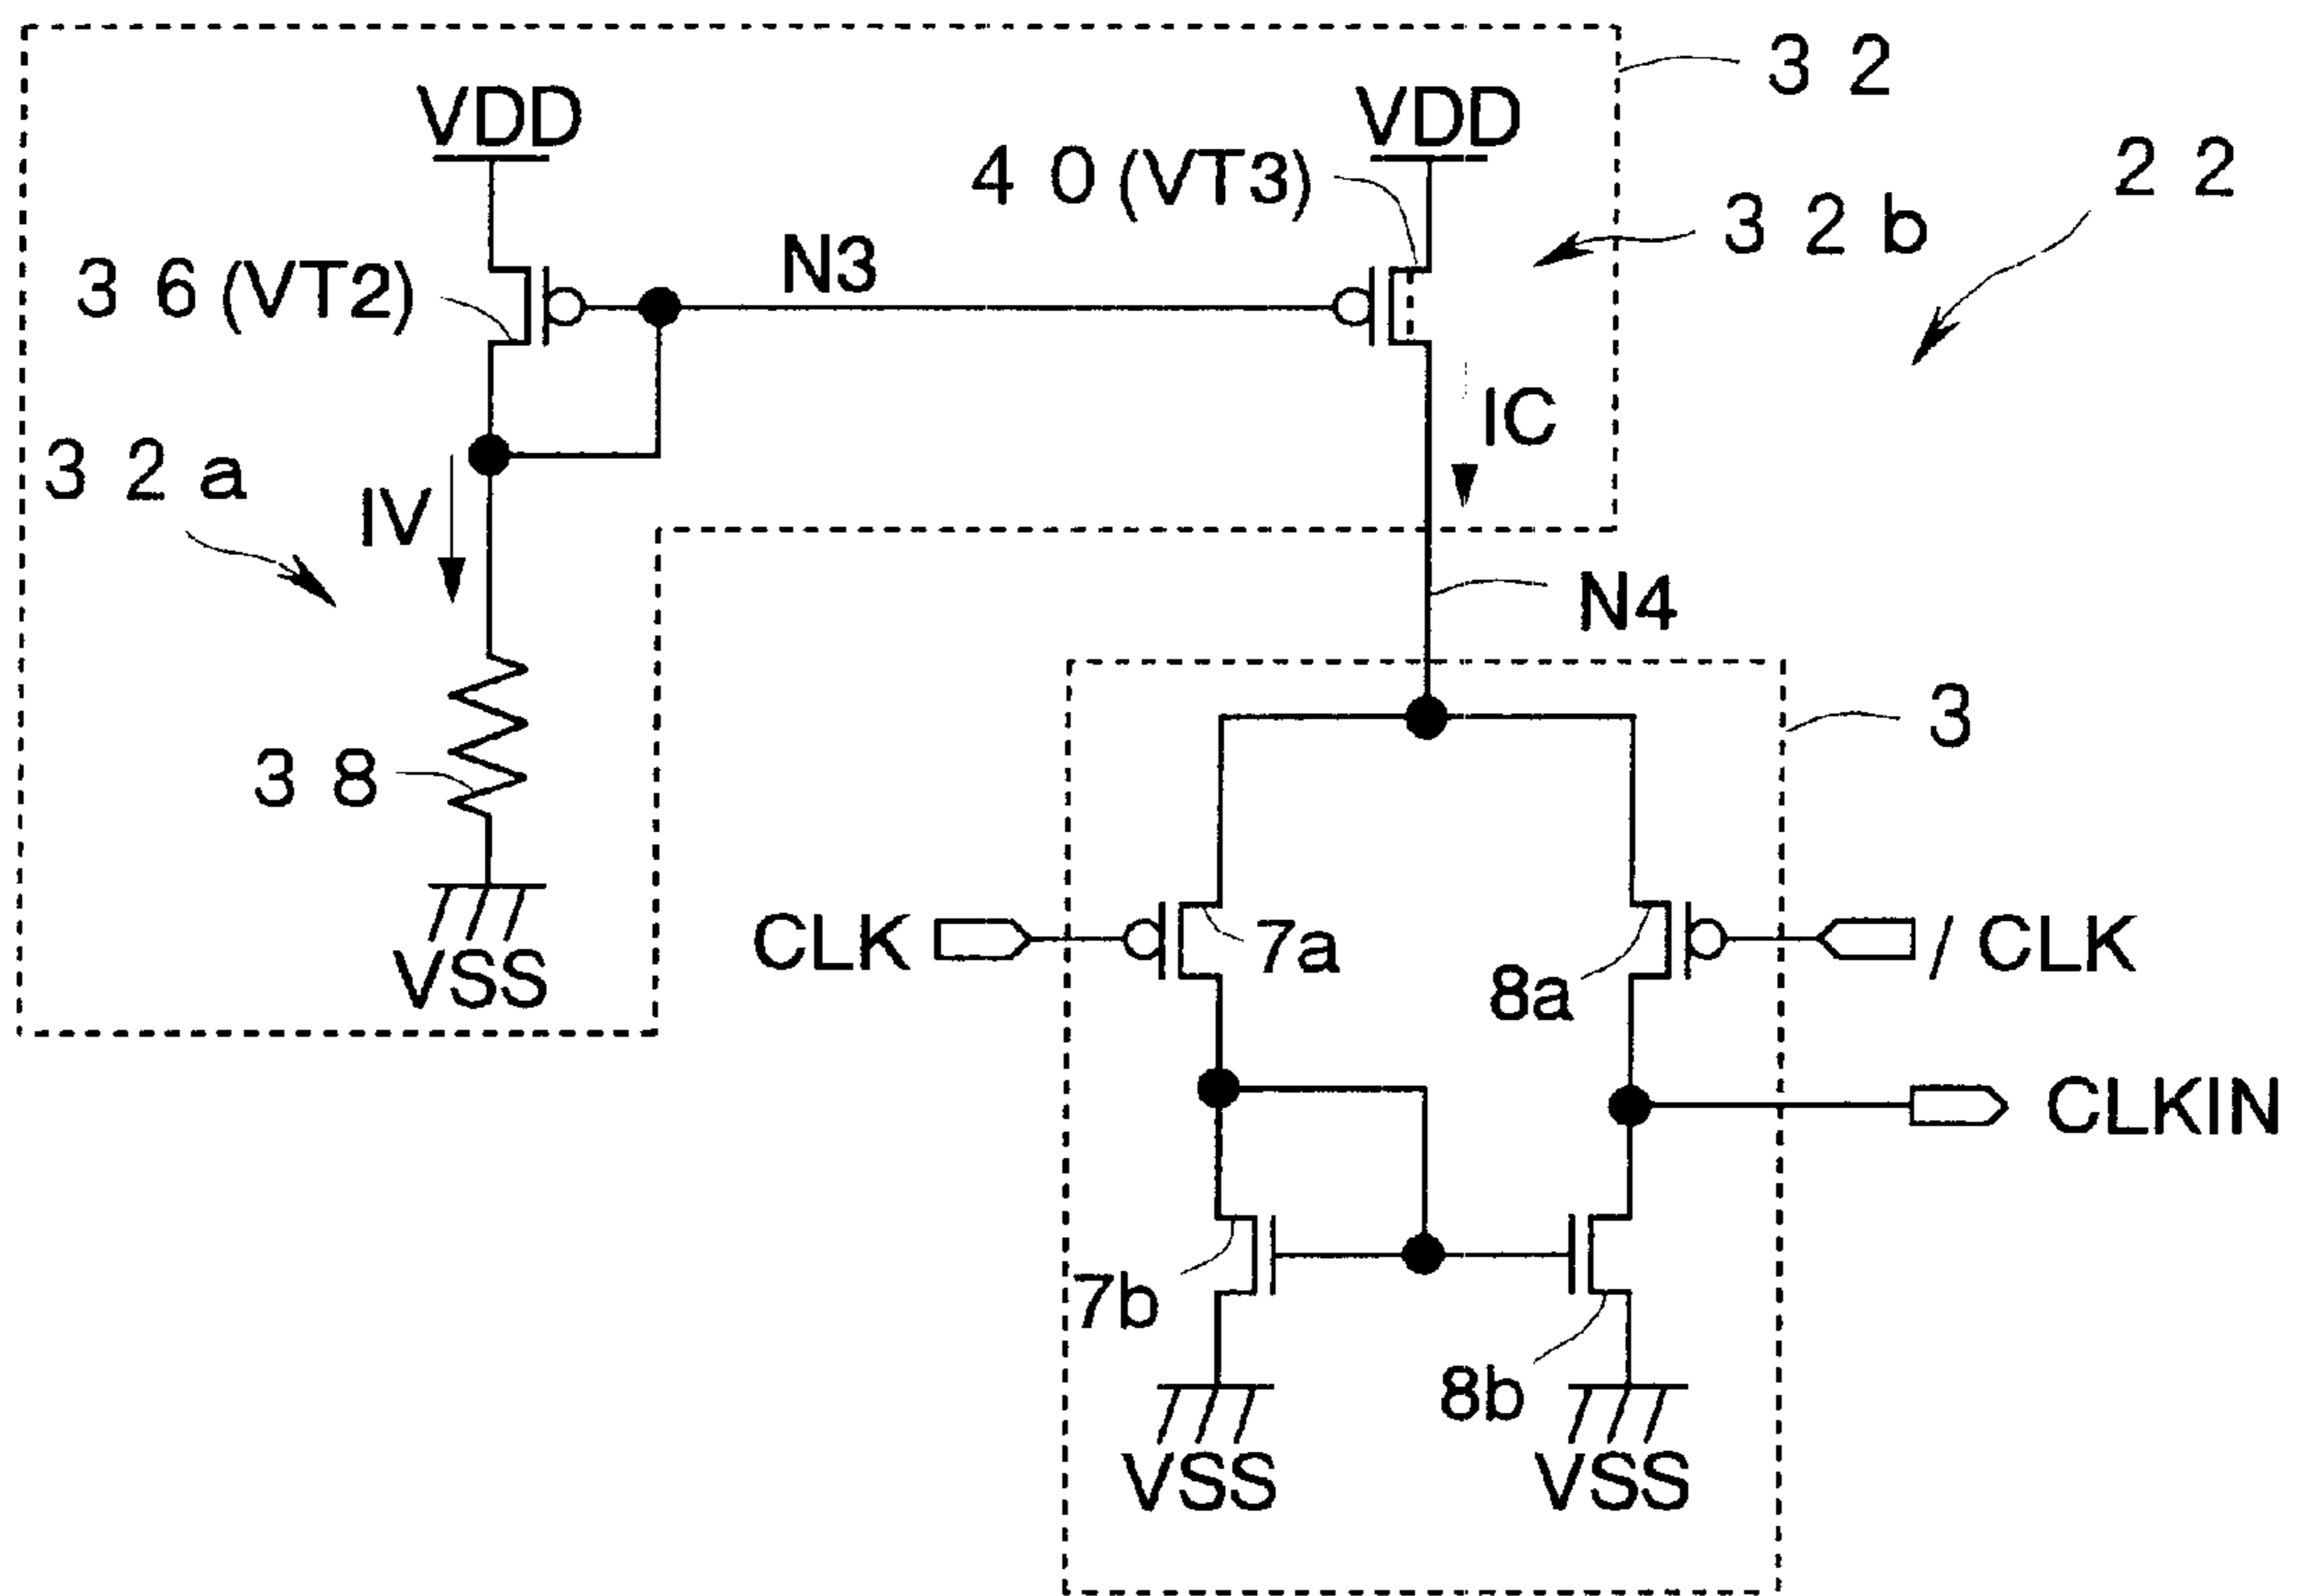 3 2
VDD
VDD
4 0 (VT3)
2 2
3 2 b
N3
3 6 (VT2)
IC
3 2 a
IV
N4
3
3 8
CLK
7a
8a
/ CLK
VSS
CLKIN
7b
8b
VSS
VSS